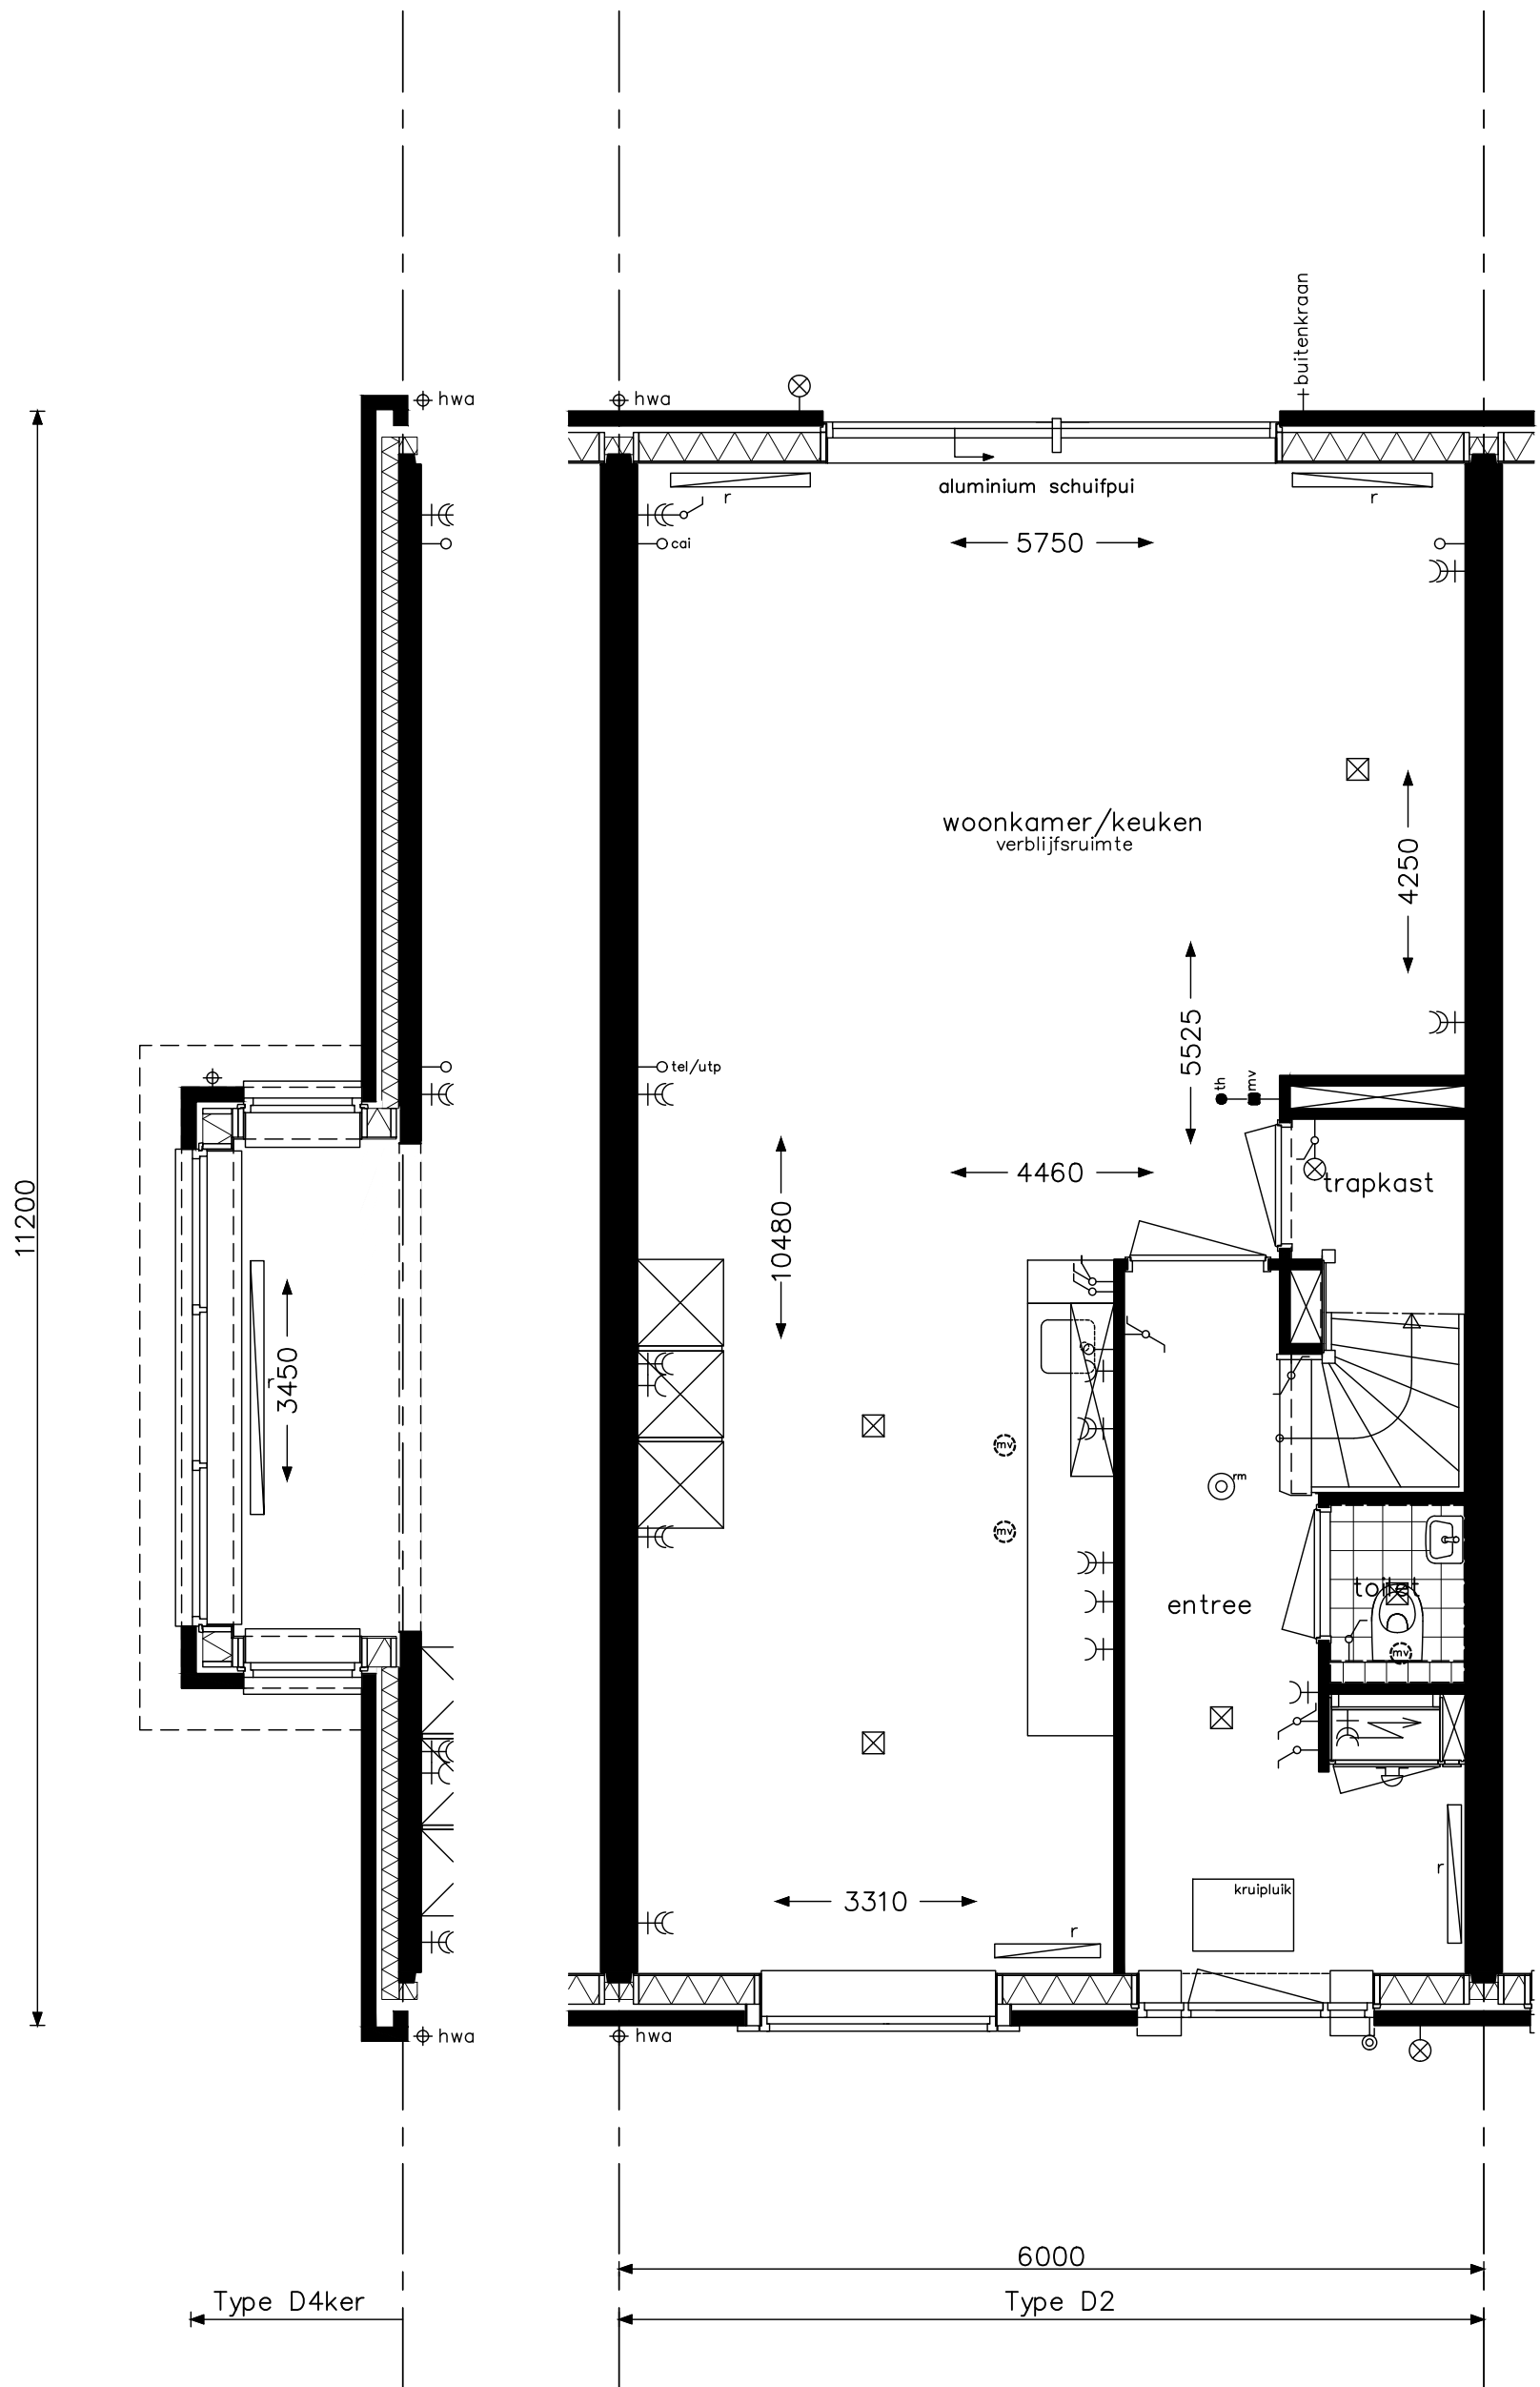 buitenkraan
hwa
hwa
aluminium schuifpui
r
r
5750
cai
woonkamer/keuken
verblijfsruimte
4250
5525
tel/utp
th
mv
4460
trapkast
11200
10480
3450
r
mv
rm
mv
toilet
entree
mv
r
kruipluik
3310
r
hwa
hwa
6000
Type D4ker
Type D2